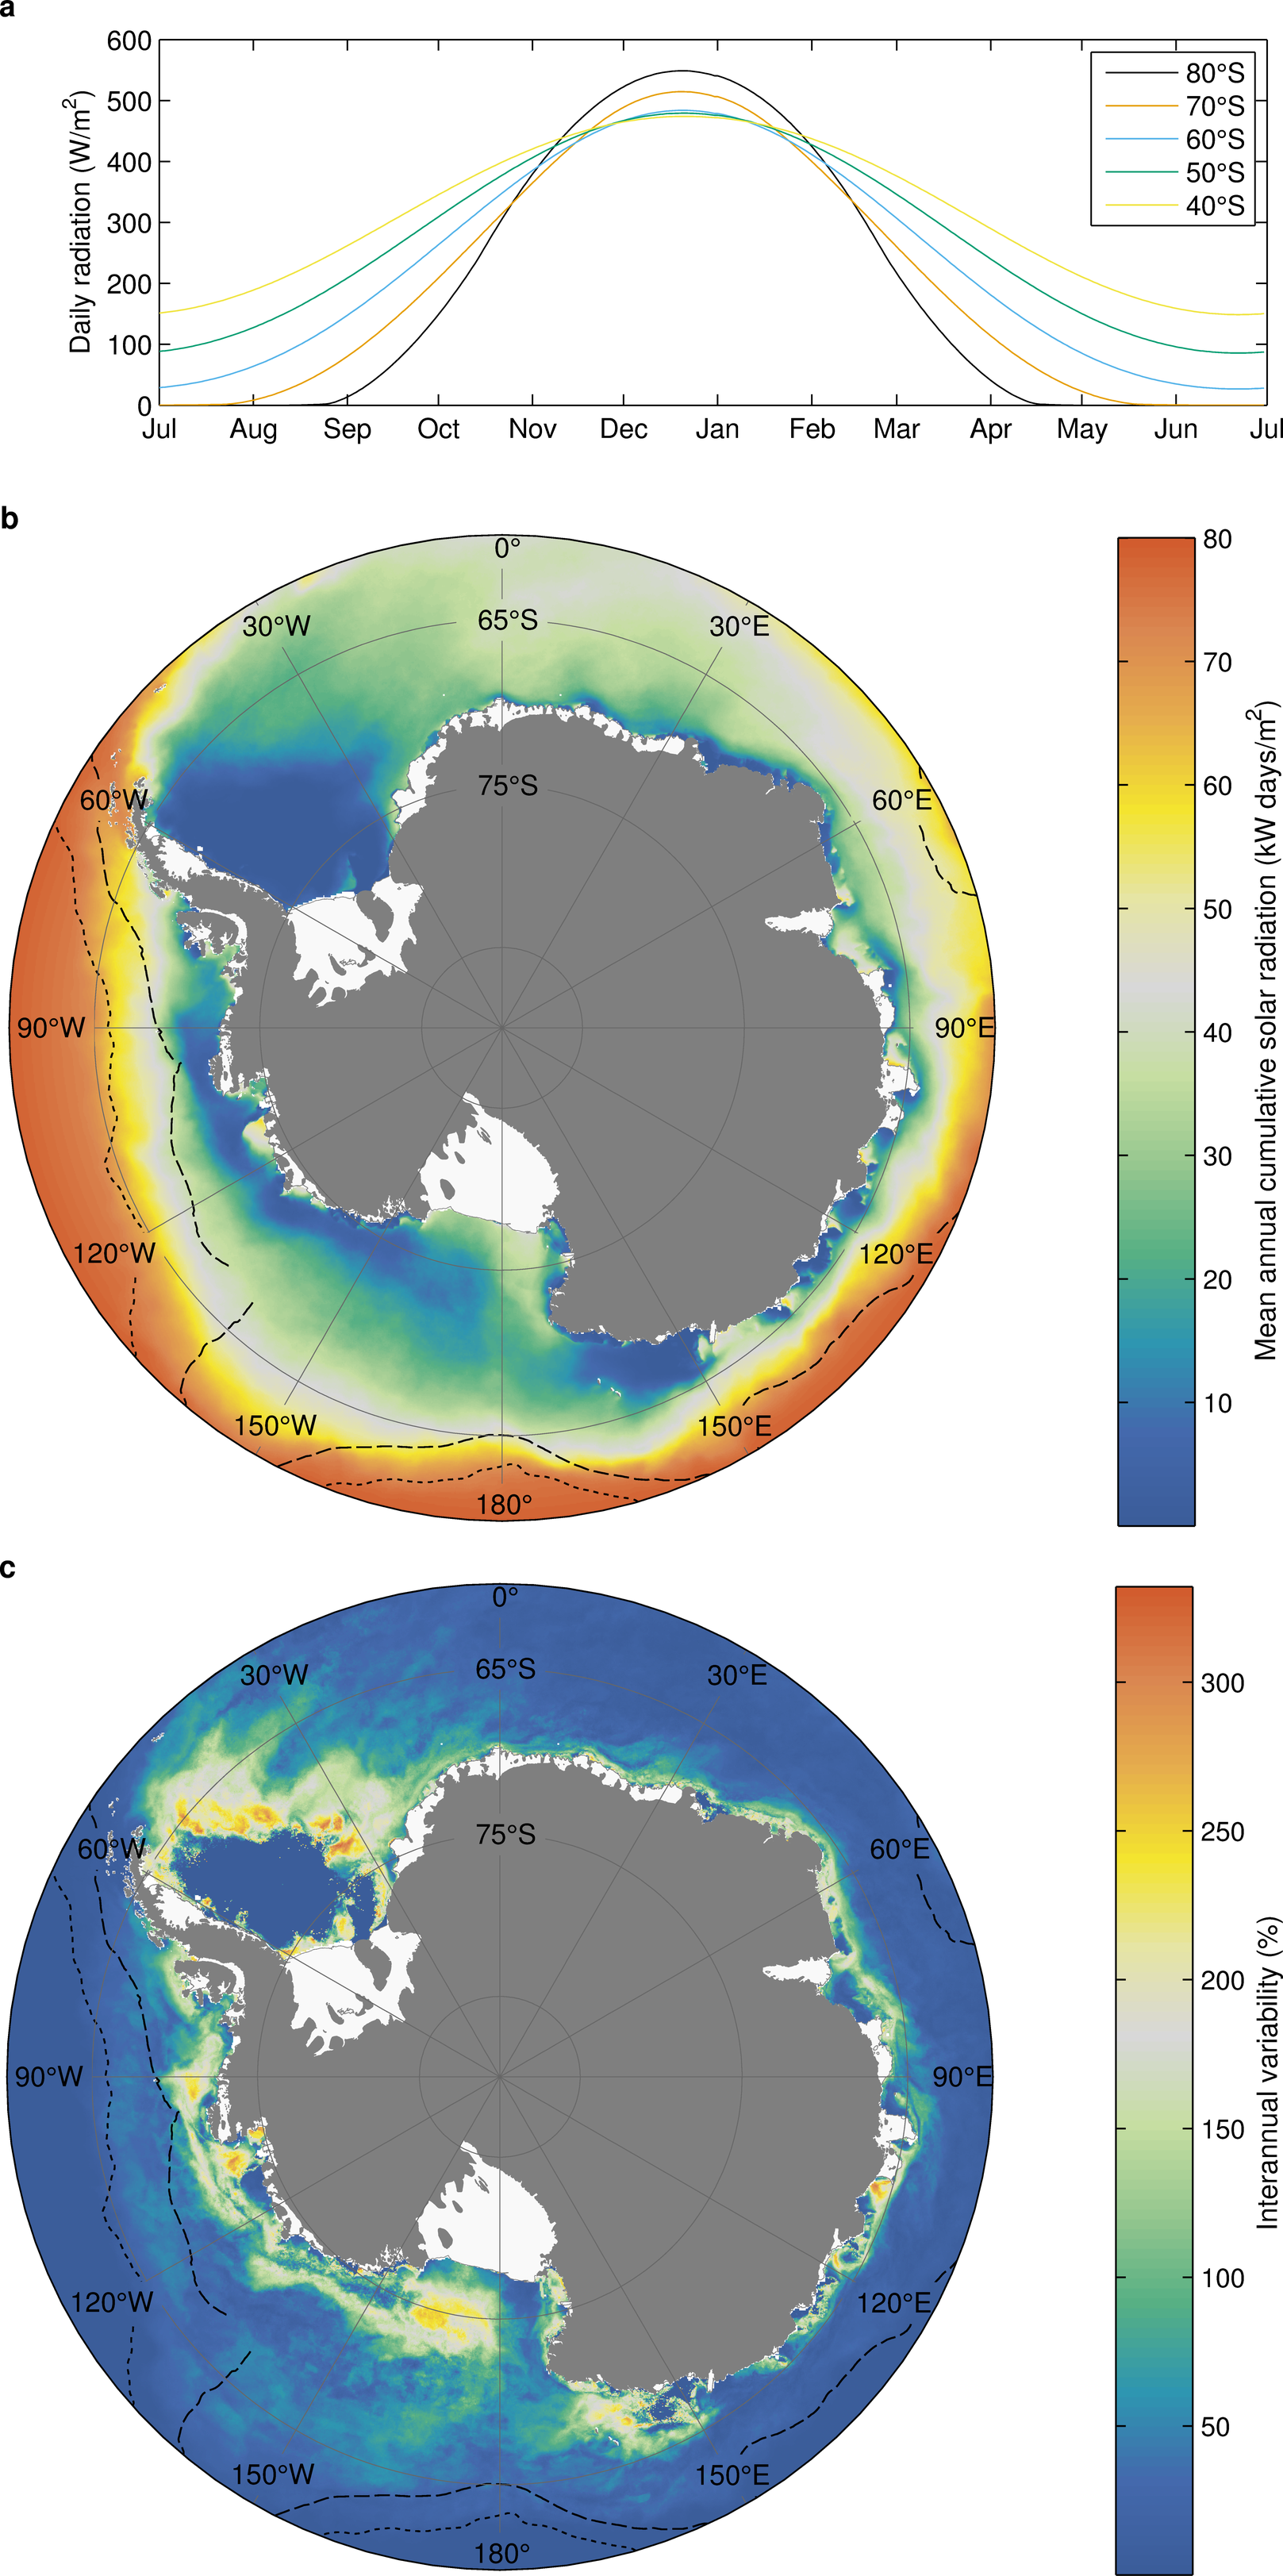 a
600
500
400
300
200
100
0
Daily radiation (W/m²)
80°S
70°S
60°S
50°S
40°S
Jul Aug Sep Oct Nov Dec Jan Feb Mar Apr May Jun Jul
b
0°
65°S
75°S
30°W
30°E
60°W
60°E
90°W
90°E
120°W
120°E
150°W
150°E
180°
80
70
60
50
40
30
20
10
Mean annual cumulative solar radiation (kW days/m²)
c
0°
65°S
75°S
30°W
30°E
60°W
60°E
90°W
90°E
120°W
120°E
150°W
150°E
180°
300
250
200
150
100
50
Interannual variability (%)